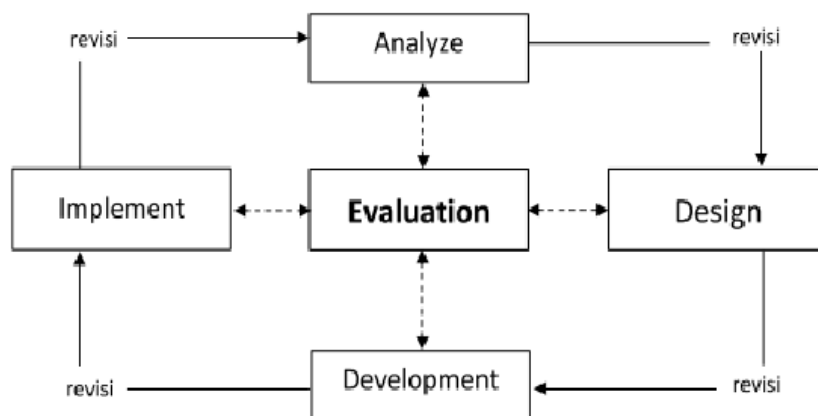 revisi
Analyze
revisi
Implement
Evaluation
Design
revisi
Development
revisi